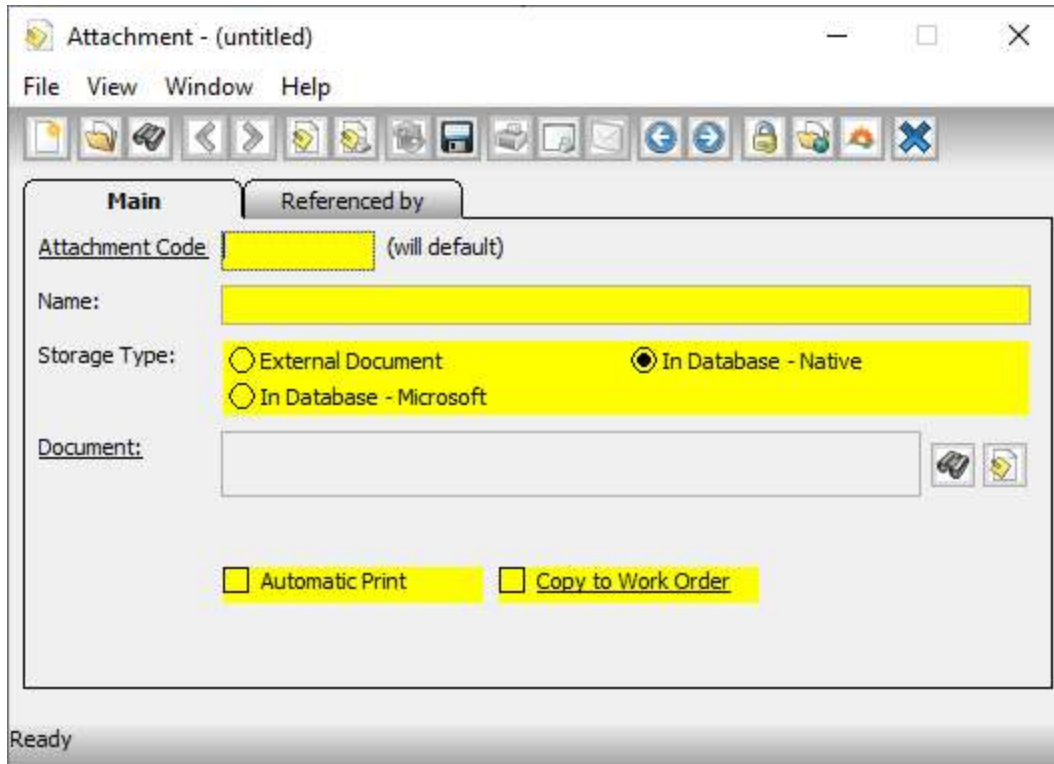 Attachment - (untitled)
File View Window Help
Main Referenced by
Attachment Code (will default)
Name:
Storage Type: External Document In Database - Native
In Database - Microsoft
Document:
Automatic Print Copy to Work Order
Ready